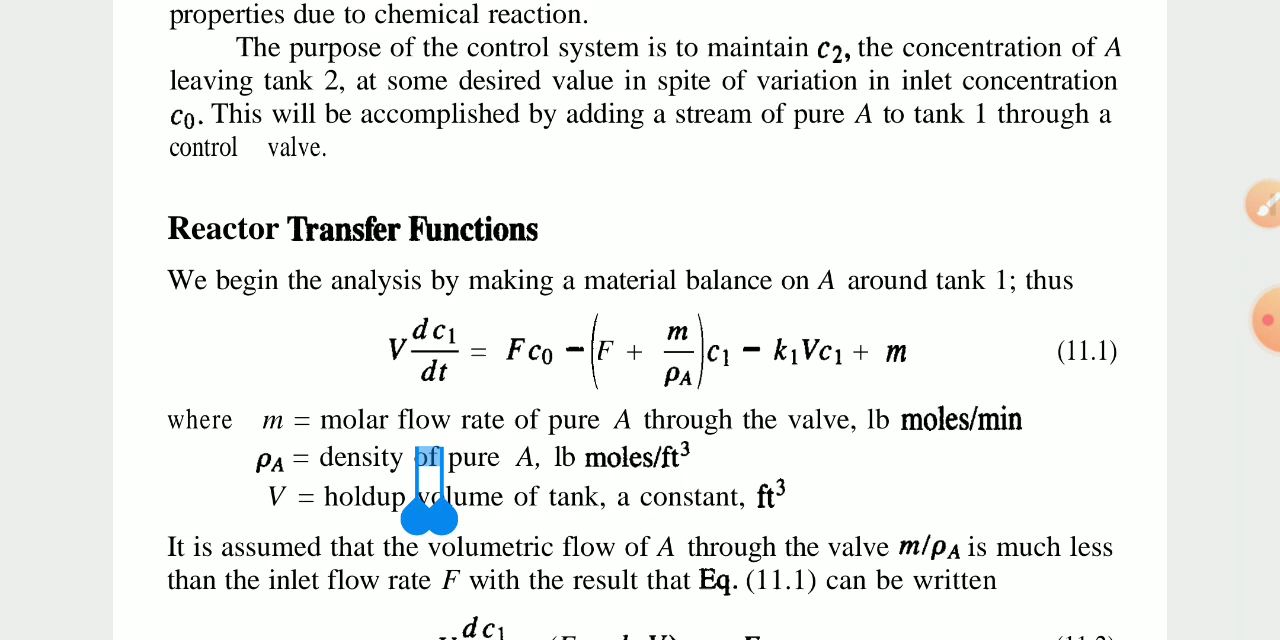 properties due to chemical reaction.
The purpose of the control system is to maintain c₂, the concentration of A
leaving tank 2, at some desired value in spite of variation in inlet concentration
c₀. This will be accomplished by adding a stream of pure A to tank 1 through a
control valve.
Reactor Transfer Functions
We begin the analysis by making a material balance on A around tank 1; thus
V dc₁/dt = Fc₀ − (F + m/ρA)c₁ − k₁Vc₁ + m (11.1)
where m = molar flow rate of pure A through the valve, lb moles/min
ρA = density of pure A, lb moles/ft³
V = holdup volume of tank, a constant, ft³
It is assumed that the volumetric flow of A through the valve m/ρA is much less
than the inlet flow rate F with the result that Eq. (11.1) can be written
dc₁